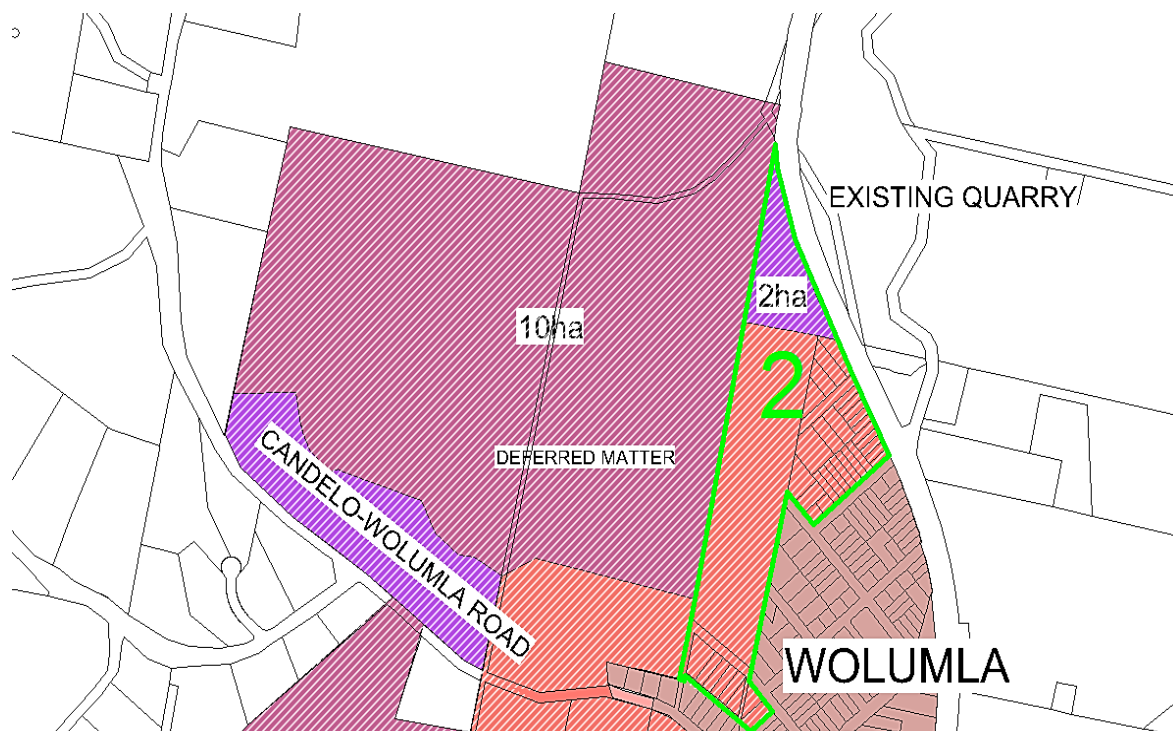 EXISTING QUARRY
2ha
10ha
2
DEFERRED MATTER
CANDELO-WOLUMLA ROAD
WOLUMLA